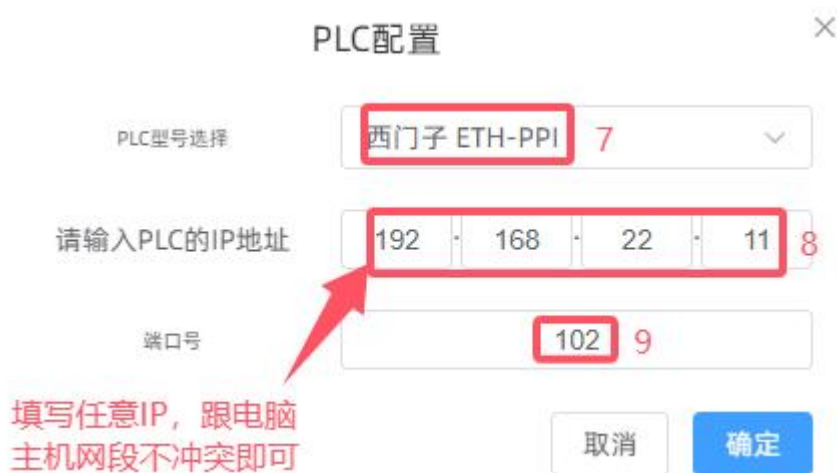 PLC配置
PLC型号选择
西门子 ETH-PPI 7
请输入PLC的IP地址
192 . 168 . 22 . 11 8
端口号
102 9
填写任意IP，跟电脑
主机网段不冲突即可
取消
确定